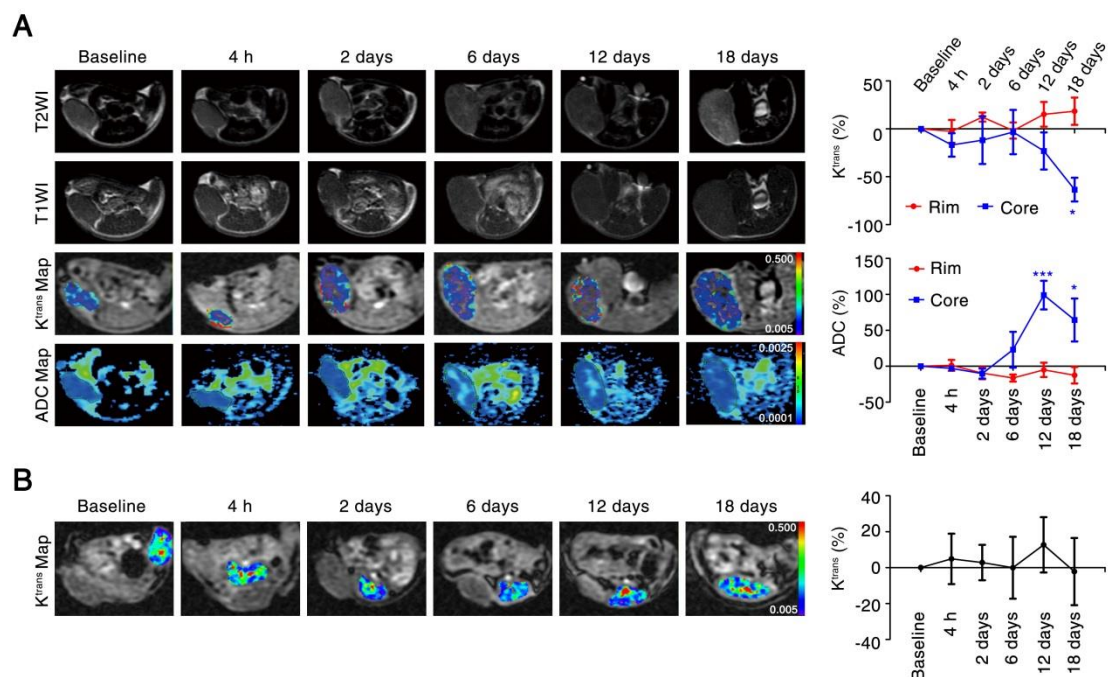 A
Baseline 4 h 2 days 6 days 12 days 18 days
T2WI
T1WI
Ktrans Map
0.500
0.005
ADC Map
0.0025
0.0001
Baseline
4 h
2 days
6 days
12 days
18 days
50
0
-50
-100
Ktrans (%)
Rim Core
*
150
100
50
0
-50
ADC (%)
Rim
Core
***
*
Baseline
4 h
2 days
6 days
12 days
18 days
B
Baseline 4 h 2 days 6 days 12 days 18 days
Ktrans Map
0.500
0.005
40
20
0
-20
-40
Ktrans (%)
Baseline
4 h
2 days
6 days
12 days
18 days